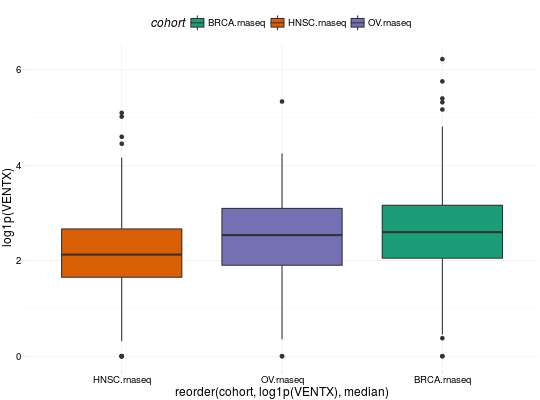 cohort BRCA.rnaseq HNSC.rnaseq OV.rnaseq
6
4
2
0
log1p(VENTX)
HNSC.rnaseq OV.rnaseq BRCA.rnaseq
reorder(cohort, log1p(VENTX), median)